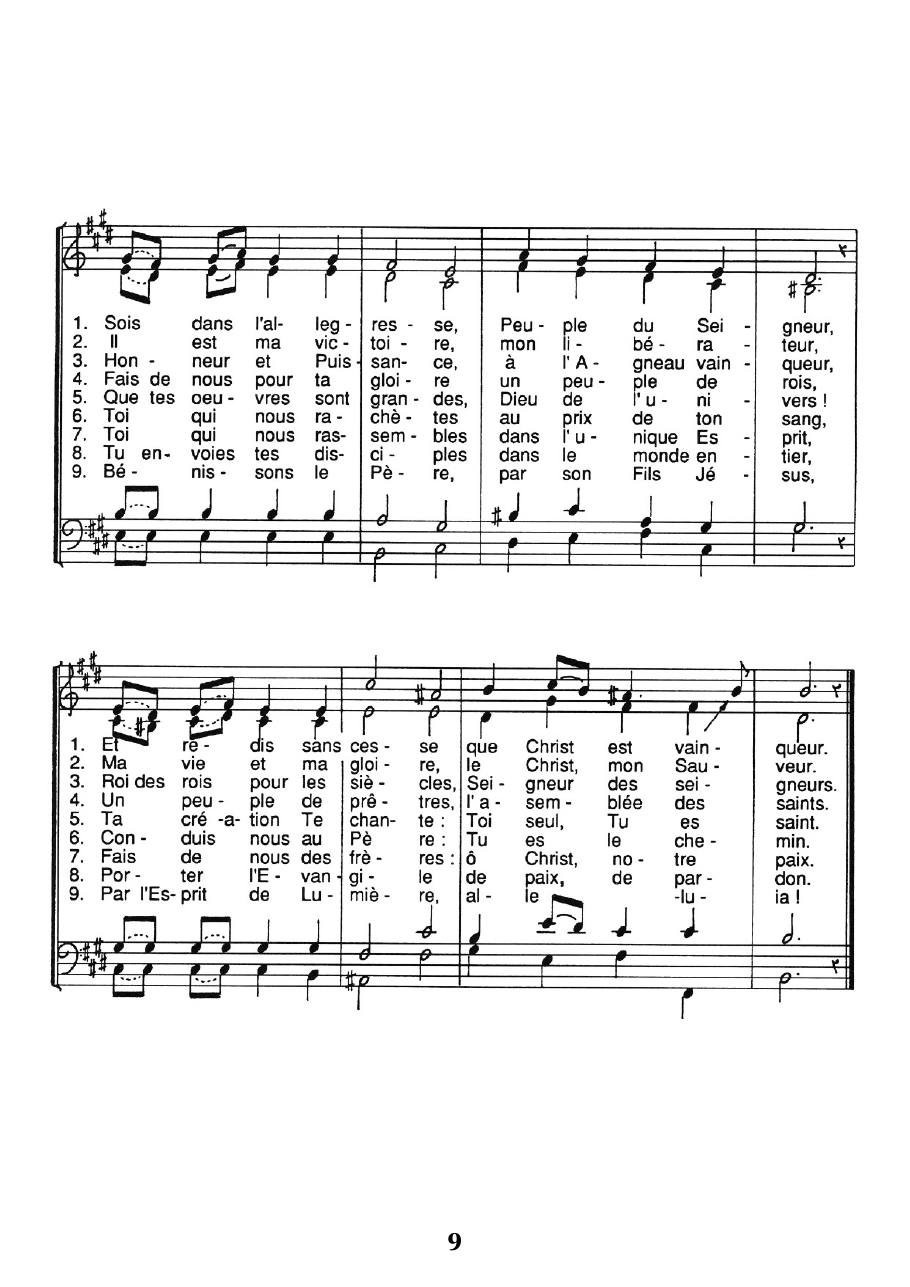 1. Sois dans l'al- leg- res- se, Peu- ple du Sei - gneur,
2. Il est ma vic- toi- re, mon li- bé- ra- teur,
3. Hon- neur et Puis- san- ce, à l'A- gneau vain- queur,
4. Fais de nous pour ta gloi- re un peu- ple de rois,
5. Que tes oeu- vres sont gran- des, Dieu de l'u- ni- vers !
6. Toi qui nous ra- chè- tes au prix de ton sang,
7. Toi qui nous ras- sem- bles dans l'u- nique Es- prit,
8. Tu en- voies tes dis- ci- ples dans le monde en- tier,
9. Bé- nis- sons le Pè- re, par son Fils Jé- sus,
1. Et re- dis sans ces- se que Christ est vain- queur.
2. Ma vie et ma gloi- re, le Christ, mon Sau- veur.
3. Roi des rois pour les siè- cles, Sei- gneur des sei- gneurs.
4. Un peu- ple de prê- tres, l'a- sem- blée des saints.
5. Ta cré -a- tion Te chan- te : Toi seul, Tu es saint.
6. Con- duis nous au Pè- re : Tu es le che- min.
7. Fais de nous des frè- res : ô Christ, no- tre paix.
8. Por- ter l'E- van- gi- le de paix, de par- don.
9. Par l'Es- prit de Lu- miè- re, al- le -lu- ia !
9